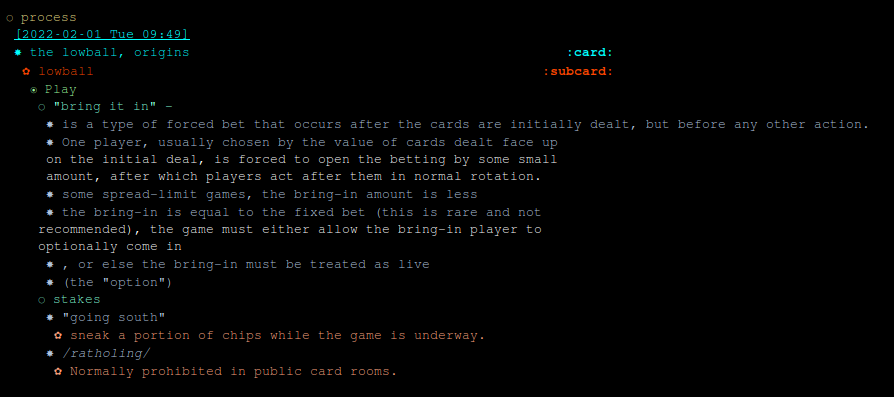 ○ process
[2022-02-01 Tue 09:49]
✸ the lowball, origins :card:
✿ lowball :subcard:
⦿ Play
○ "bring it in" -
✸ is a type of forced bet that occurs after the cards are initially dealt, but before any other action.
✸ One player, usually chosen by the value of cards dealt face up
on the initial deal, is forced to open the betting by some small
amount, after which players act after them in normal rotation.
✸ some spread-limit games, the bring-in amount is less
✸ the bring-in is equal to the fixed bet (this is rare and not
recommended), the game must either allow the bring-in player to
optionally come in
✸ , or else the bring-in must be treated as live
✸ (the "option")
○ stakes
✸ "going south"
✿ sneak a portion of chips while the game is underway.
✸ /ratholing/
✿ Normally prohibited in public card rooms.